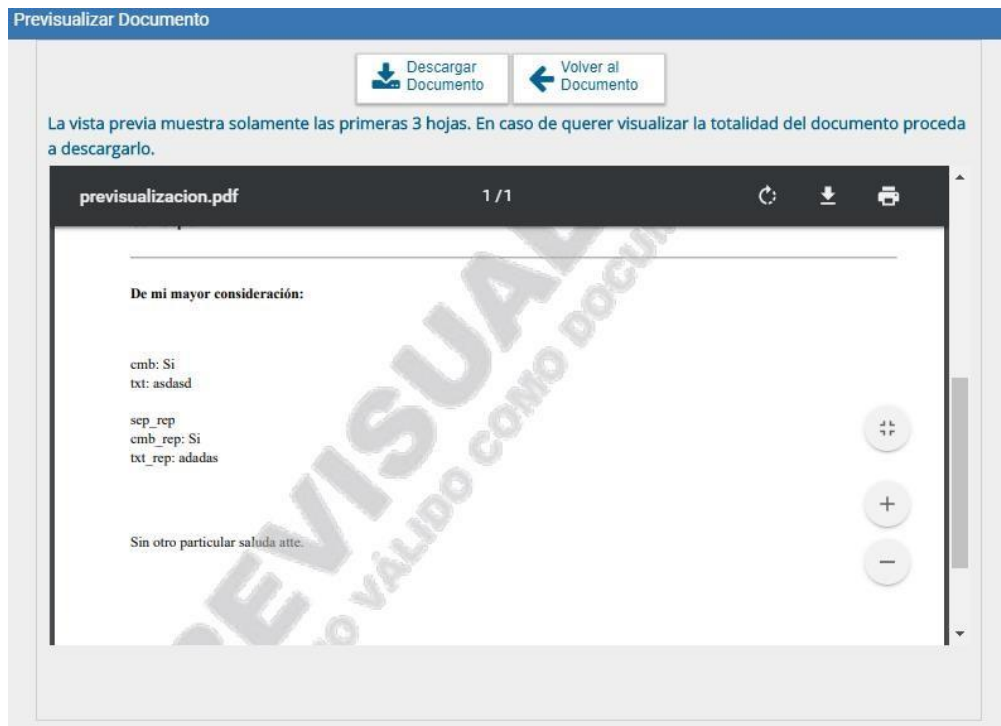 Previsualizar Documento
Descargar
Documento
Volver al
Documento
La vista previa muestra solamente las primeras 3 hojas. En caso de querer visualizar la totalidad del documento proceda
a descargarlo.
previsualizacion.pdf
1 / 1
De mi mayor consideración:
cmb: Si
txt: asdasd
sep_rep
cmb_rep: Si
txt_rep: adadas
Sin otro particular saluda atte.
VÁLIDO COMO